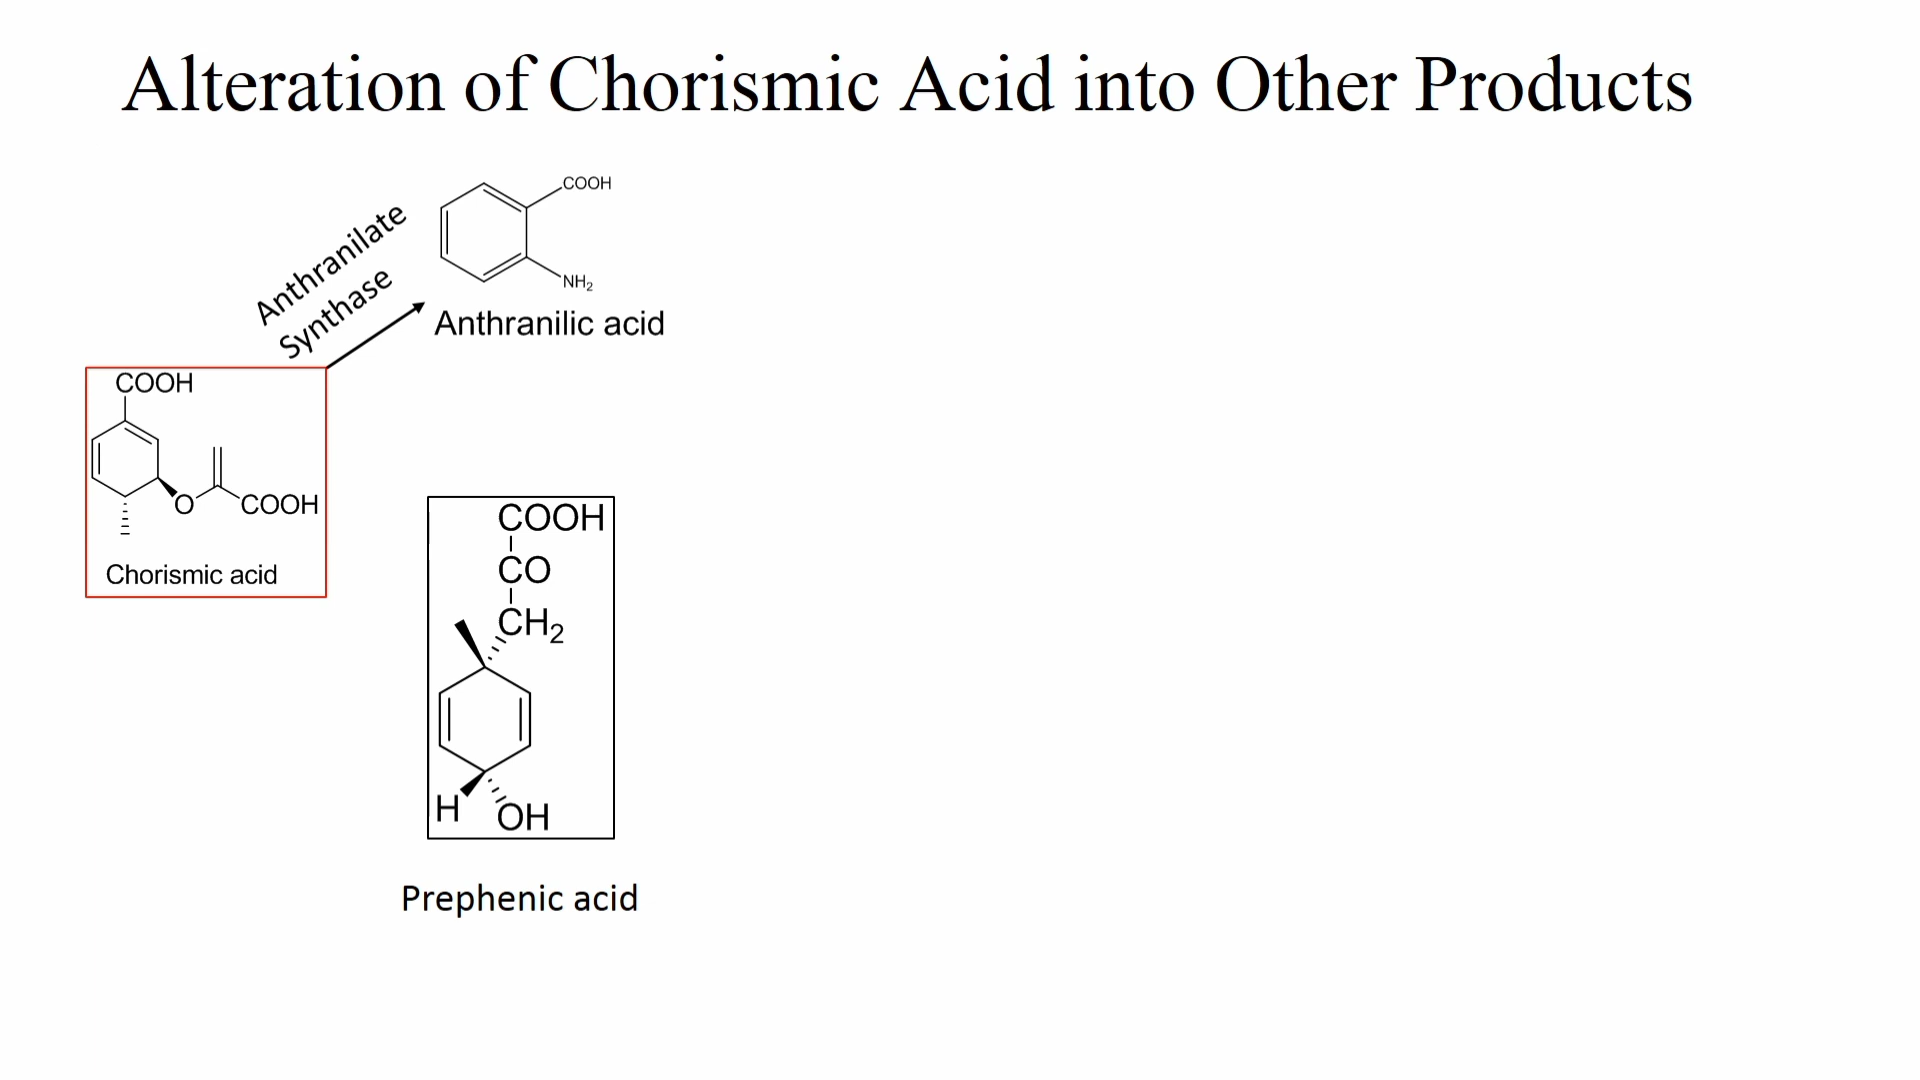 Alteration of Chorismic Acid into Other Products
COOH
NH₂
Anthranilic acid
Anthranilate
Synthase
COOH
O
COOH
Chorismic acid
COOH
CO
CH₂
H
OH
Prephenic acid